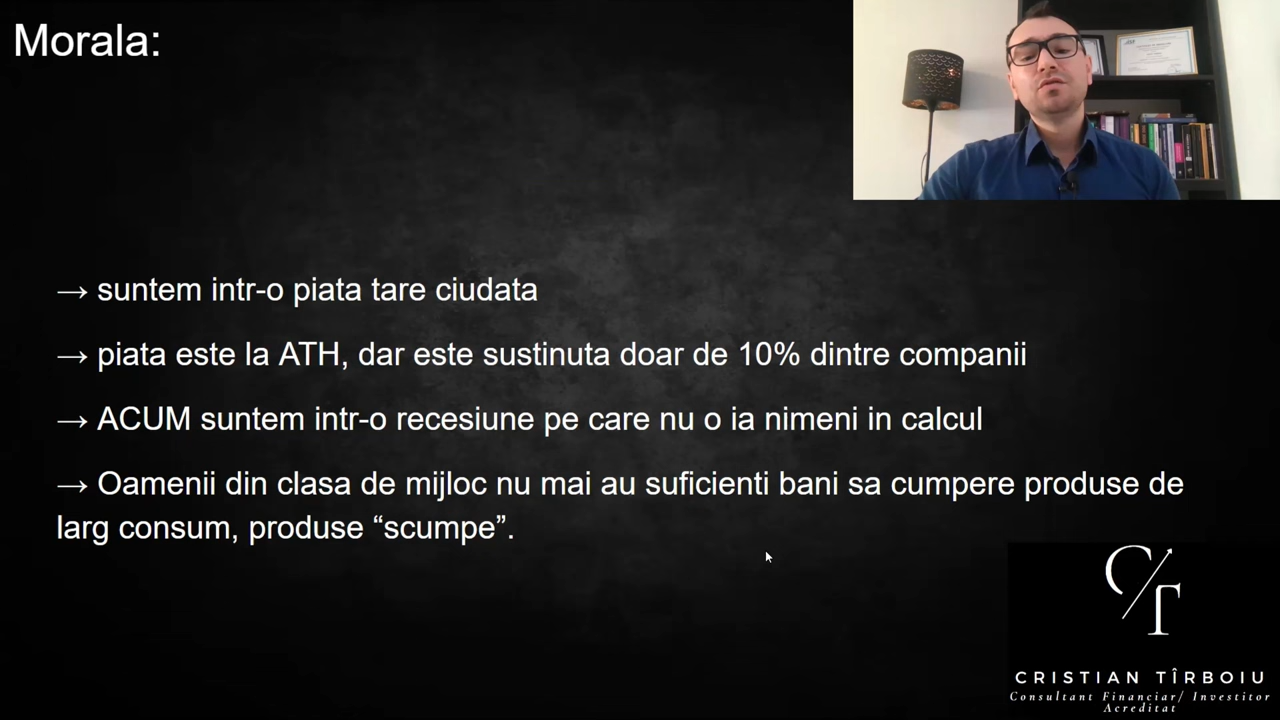 Morala:
→ suntem intr-o piata tare ciudata
→ piata este la ATH, dar este sustinuta doar de 10% dintre companii
→ ACUM suntem intr-o recesiune pe care nu o ia nimeni in calcul
→ Oamenii din clasa de mijloc nu mai au suficienti bani sa cumpere produse de
larg consum, produse “scumpe”.
CT
CRISTIAN TÎRBOIU
Consultant Financiar/ Investitor
Acreditat